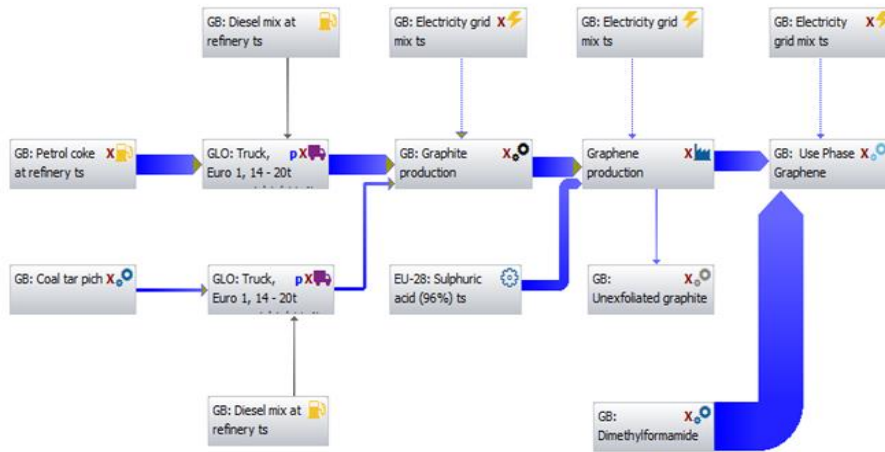 GB: Diesel mix at
refinery ts
GB: Electricity grid X
mix ts
GB: Electricity grid
mix ts
GB: Electricity X
grid mix ts
GB: Petrol coke X
at refinery ts
GLO: Truck, pX
Euro 1, 14 - 20t
GB: Graphite X
production
Graphene X
production
GB: Use Phase X
Graphene
GB: Coal tar pich X
GLO: Truck, pX
Euro 1, 14 - 20t
EU-28: Sulphuric
acid (96%) ts
GB: X
Unexfoliated graphite
GB: Diesel mix at
refinery ts
GB: X
Dimethylformamide